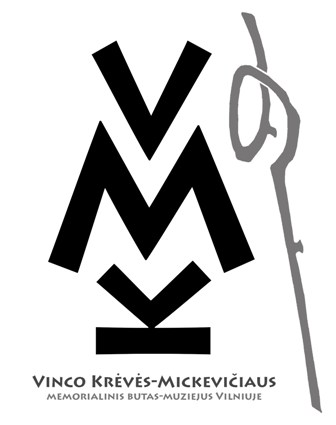 VINCO KRĖVĖS-MICKEVIČIAUS
MEMORIALINIS BUTAS-MUZIEJUS VILNIUJE